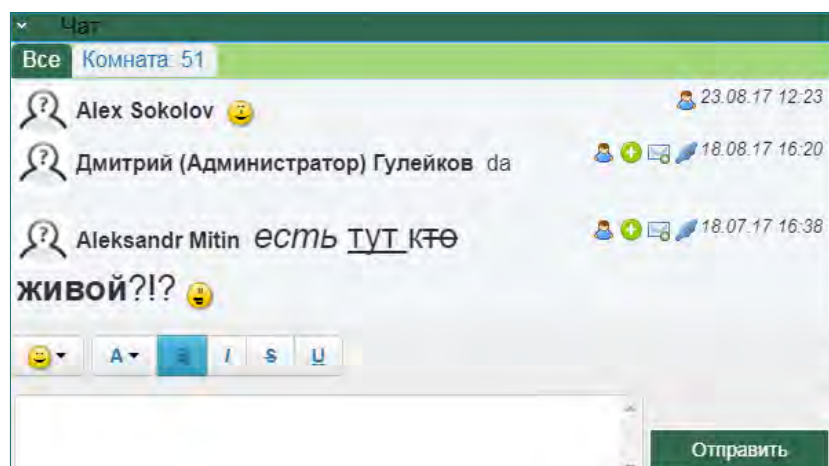 Чат
Все Комната 51
Alex Sokolov 23.08.17 12:23
Дмитрий (Администратор) Гулейков da 18.08.17 16:20
Aleksandr Mitin есть тут кто 18.07.17 16:38
живой?!?
A B I S U
Отправить